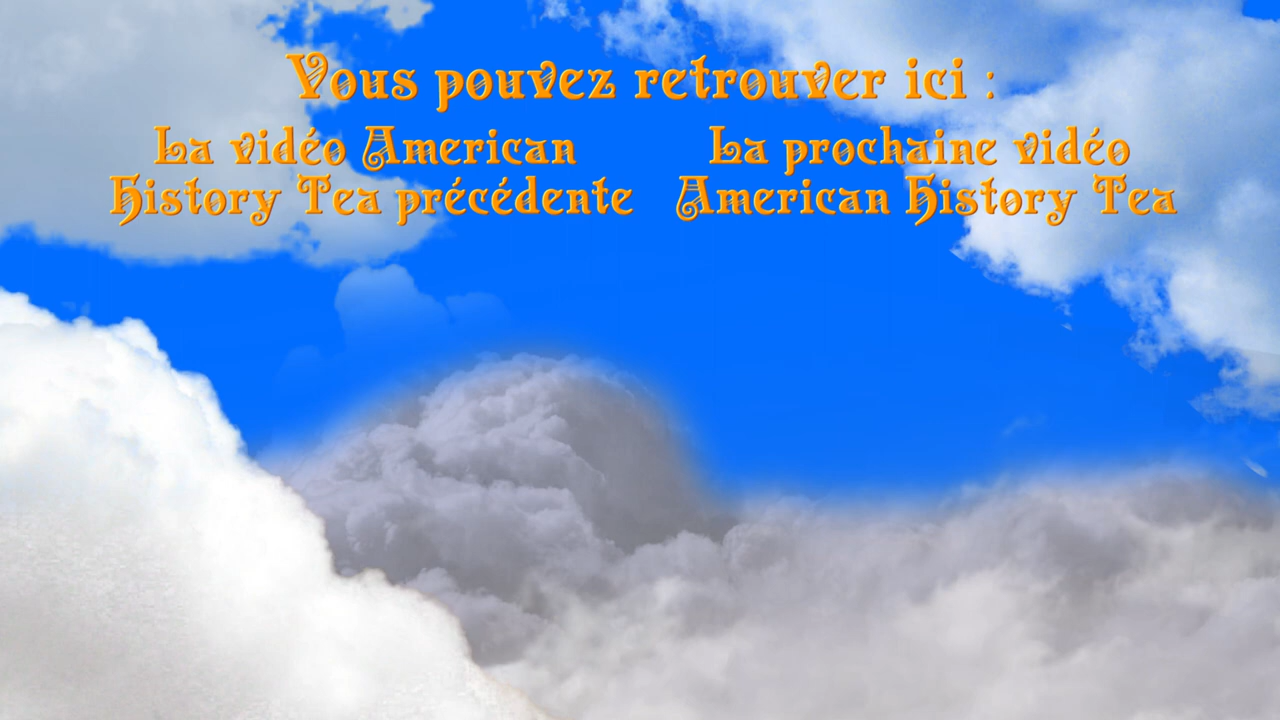 Vous pouvez retrouver ici :
La vidéo American
History Tea précédente
La prochaine vidéo
American History Tea